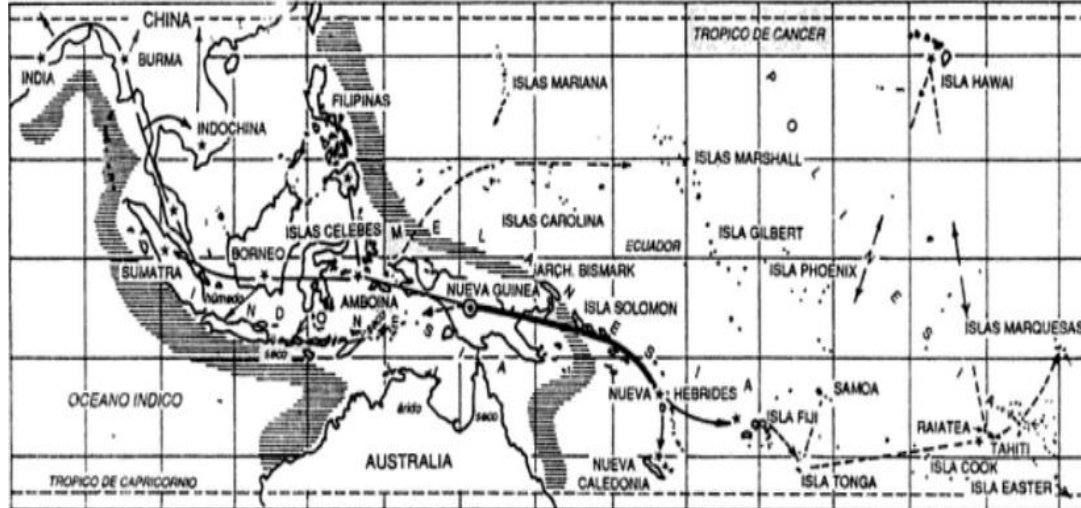 CHINA
TROPICO DE CANCER
INDIA
BURMA
ISLAS MARIANA
ISLA HAWAI
FILIPINAS
INDOCHINA
ISLAS MARSHALL
ISLAS CELEBES
ISLAS CAROLINA
ISLA GILBERT
ECUADOR
BORNEO
SUMATRA
ARCH. BISMARK
ISLA PHOENIX
húmedo
AMBOINA
NUEVA GUINEA
ISLA SOLOMON
INDONESIA
MELANESIA
seco
seco
ISLAS MARQUESAS
OCEANO INDICO
árido
seco
NUEVA HEBRIDES
SAMOA
ISLA FIJI
RAIATEA
TAHITI
AUSTRALIA
NUEVA
CALEDONIA
ISLA COOK
TROPICO DE CAPRICORNIO
ISLA TONGA
ISLA EASTER